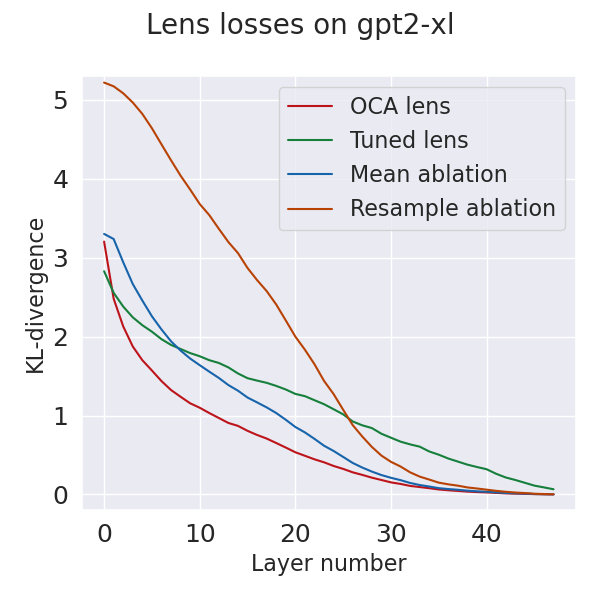 Lens losses on gpt2-xl
OCA lens
Tuned lens
Mean ablation
Resample ablation
KL-divergence
5
4
3
2
1
0
0 10 20 30 40
Layer number